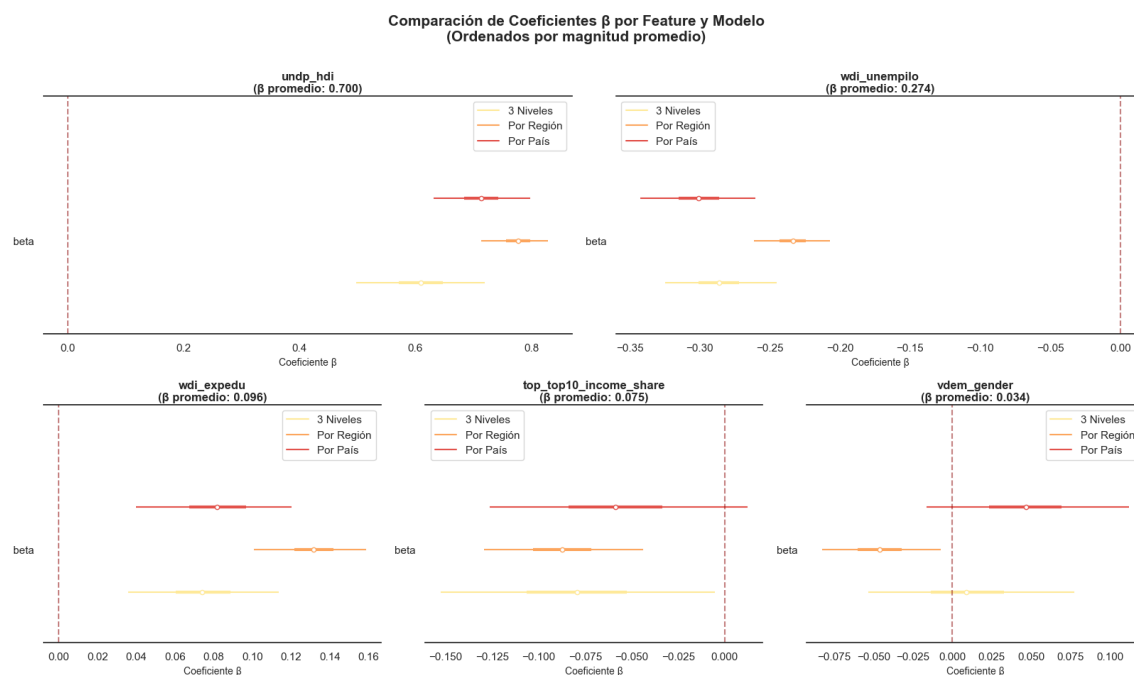 Comparación de Coeficientes β por Feature y Modelo
(Ordenados por magnitud promedio)
undp_hdi
(β promedio: 0.700)
3 Niveles
Por Región
Por País
beta
0.0 0.2 0.4 0.6 0.8
Coeficiente β
wdi_unempilo
(β promedio: 0.274)
3 Niveles
Por Región
Por País
beta
−0.35 −0.30 −0.25 −0.20 −0.15 −0.10 −0.05 0.00
Coeficiente β
wdi_expedu
(β promedio: 0.096)
3 Niveles
Por Región
Por País
beta
0.00 0.02 0.04 0.06 0.08 0.10 0.12 0.14 0.16
Coeficiente β
top_top10_income_share
(β promedio: 0.075)
3 Niveles
Por Región
Por País
beta
−0.150 −0.125 −0.100 −0.075 −0.050 −0.025 0.000
Coeficiente β
vdem_gender
(β promedio: 0.034)
3 Niveles
Por Región
Por País
beta
−0.075 −0.050 −0.025 0.000 0.025 0.050 0.075 0.100
Coeficiente β